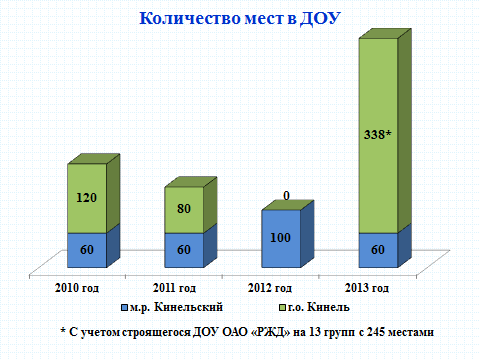 Количество мест в ДОУ
338*
120
80
0
60
60
100
60
2010 год
2011 год
2012 год
2013 год
м.р. Кинельский
г.о. Кинель
* С учетом строящегося ДОУ ОАО «РЖД» на 13 групп с 245 местами